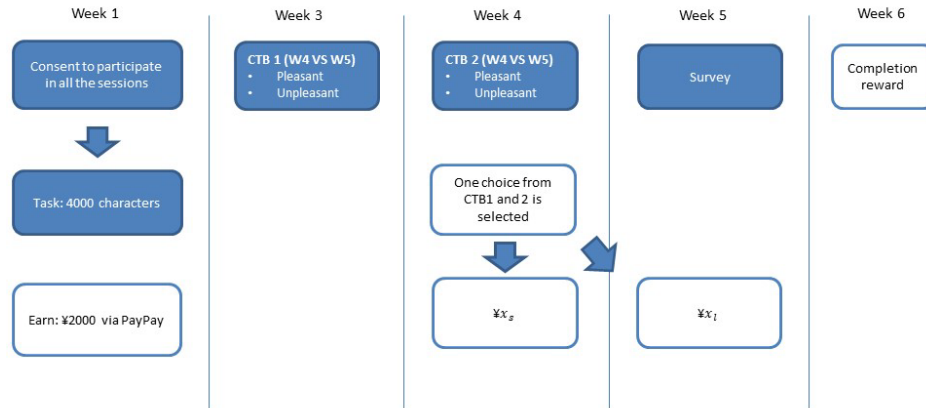 Week 1
Week 3
Week 4
Week 5
Week 6
Consent to participate
in all the sessions
CTB 1 (W4 VS W5)
• Pleasant
• Unpleasant
CTB 2 (W4 VS W5)
• Pleasant
• Unpleasant
Survey
Completion
reward
Task: 4000 characters
One choice from
CTB1 and 2 is
selected
Earn: ¥2000 via PayPay
¥xₛ
¥xₗ